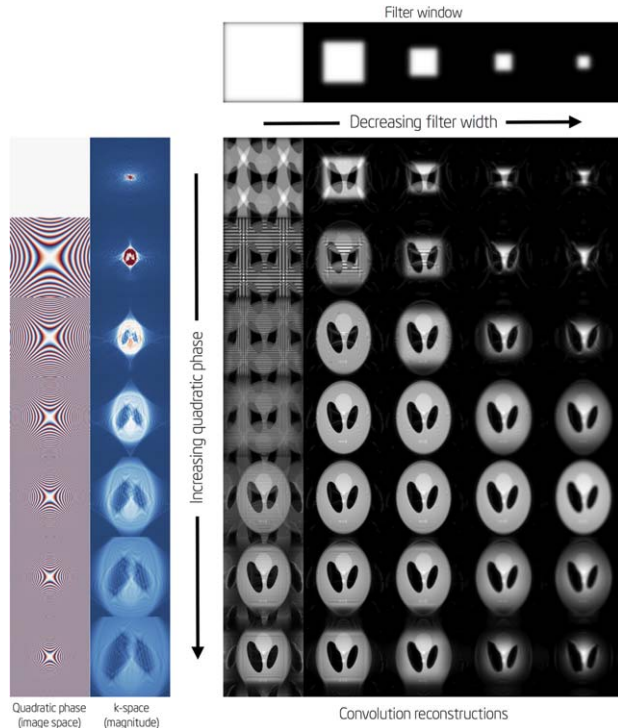 Filter window
Decreasing filter width
Increasing quadratic phase
Quadratic phase
(image space)
k-space
(magnitude)
Convolution reconstructions